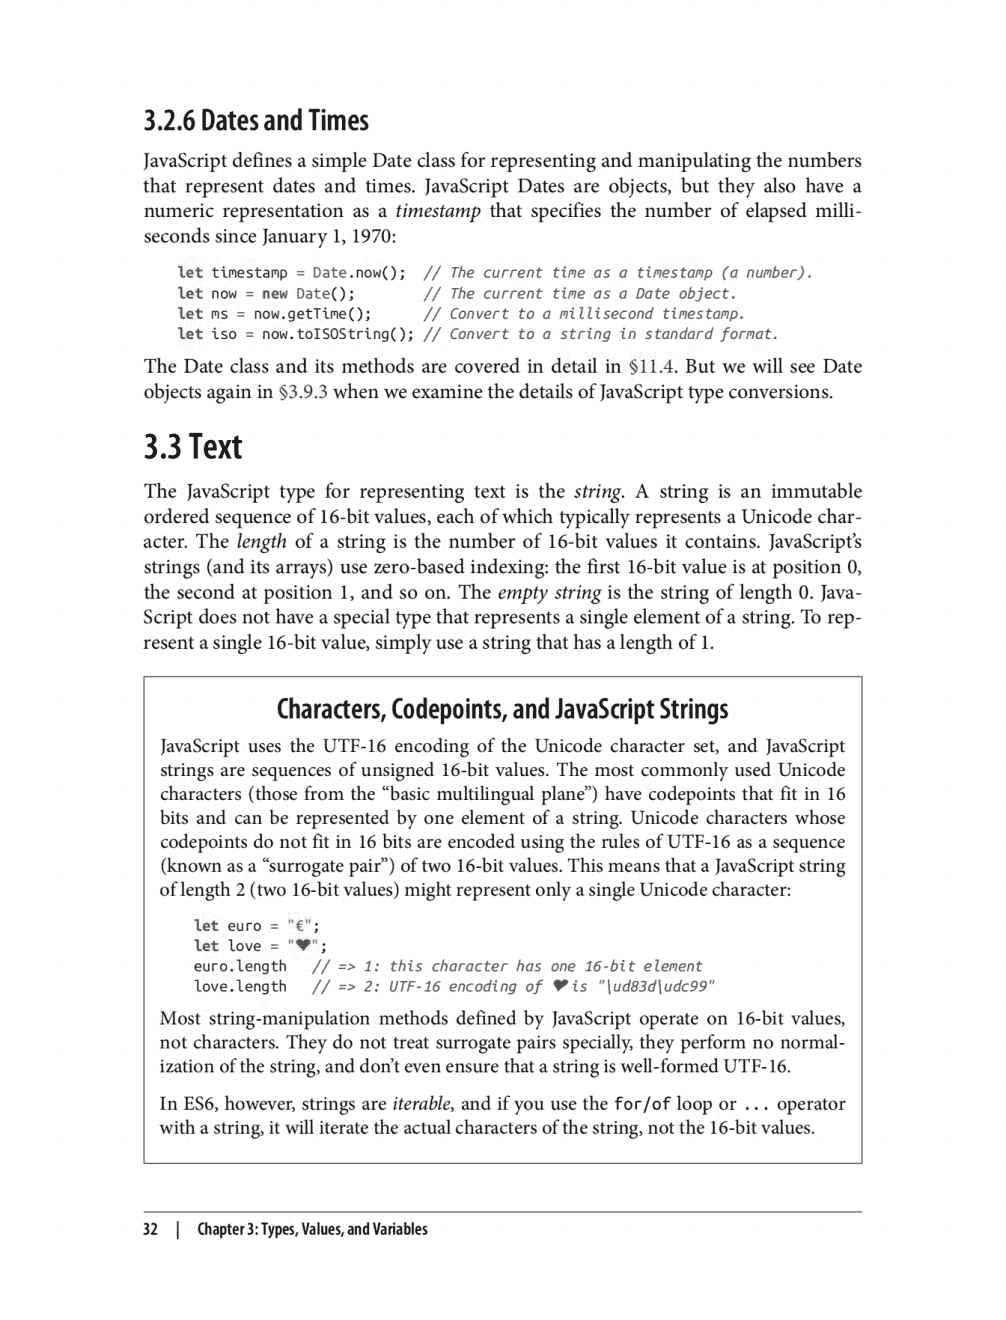 3.2.6 Dates and Times
JavaScript defines a simple Date class for representing and manipulating the numbers
that represent dates and times. JavaScript Dates are objects, but they also have a
numeric representation as a timestamp that specifies the number of elapsed milli-
seconds since January 1, 1970:
let timestamp = Date.now(); // The current time as a timestamp (a number).
let now = new Date(); // The current time as a Date object.
let ms = now.getTime(); // Convert to a millisecond timestamp.
let iso = now.toISOString(); // Convert to a string in standard format.
The Date class and its methods are covered in detail in §11.4. But we will see Date
objects again in §3.9.3 when we examine the details of JavaScript type conversions.
3.3 Text
The JavaScript type for representing text is the string. A string is an immutable
ordered sequence of 16-bit values, each of which typically represents a Unicode char-
acter. The length of a string is the number of 16-bit values it contains. JavaScript’s
strings (and its arrays) use zero-based indexing: the first 16-bit value is at position 0,
the second at position 1, and so on. The empty string is the string of length 0. Java-
Script does not have a special type that represents a single element of a string. To rep-
resent a single 16-bit value, simply use a string that has a length of 1.
Characters, Codepoints, and JavaScript Strings
JavaScript uses the UTF-16 encoding of the Unicode character set, and JavaScript
strings are sequences of unsigned 16-bit values. The most commonly used Unicode
characters (those from the “basic multilingual plane”) have codepoints that fit in 16
bits and can be represented by one element of a string. Unicode characters whose
codepoints do not fit in 16 bits are encoded using the rules of UTF-16 as a sequence
(known as a “surrogate pair”) of two 16-bit values. This means that a JavaScript string
of length 2 (two 16-bit values) might represent only a single Unicode character:
let euro = "€";
let love = "❤";
euro.length // => 1: this character has one 16-bit element
love.length // => 2: UTF-16 encoding of ❤ is "\ud83d\udc99"
Most string-manipulation methods defined by JavaScript operate on 16-bit values,
not characters. They do not treat surrogate pairs specially, they perform no normal-
ization of the string, and don’t even ensure that a string is well-formed UTF-16.
In ES6, however, strings are iterable, and if you use the for/of loop or ... operator
with a string, it will iterate the actual characters of the string, not the 16-bit values.
32 | Chapter 3: Types, Values, and Variables